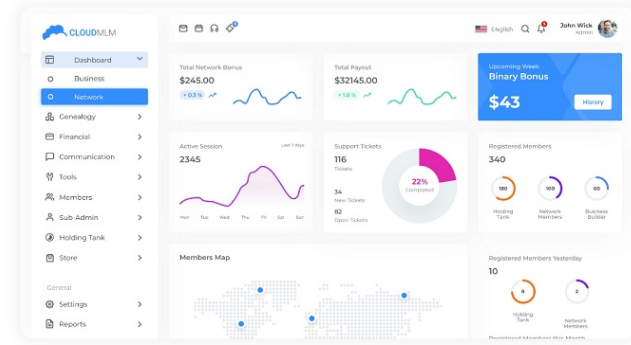 CLOUDMLM
English
John Wick
Admin
Dashboard
Business
Network
Genealogy
Financial
Communication
Tools
Members
Sub-Admin
Holding Tank
Store
General
Settings
Reports
Total Network Bonus
$245.00
+ 0.3 %
Total Payout
$32145.00
+ 1.8 %
Upcoming Week
Binary Bonus
$43
History
Active Session
Last 7 days
2345
Mon Tue Wed Thu Fri Sat Sun
Support Tickets
116
Tickets
34
New Tickets
82
Open Tickets
22%
Completed
Registered Members
340
180
100
60
Holding
Tank
Network
Members
Business
Builder
Members Map
Registered Members Yesterday
10
8
2
Holding
Tank
Network
Members
Registered Members this Month